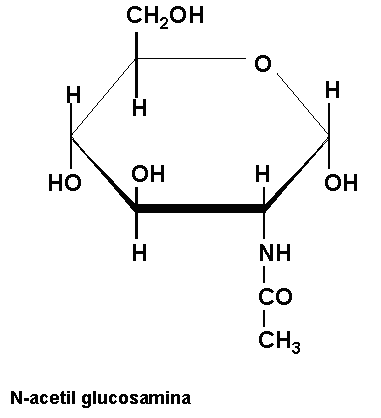 CH2OH
O
H
H
H
HO
OH
H
OH
H
NH
CO
CH3
N-acetil glucosamina